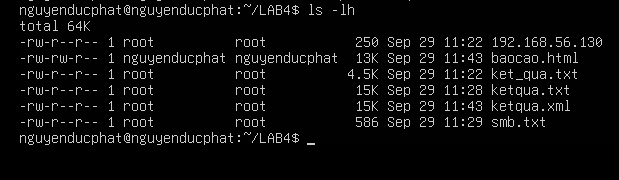 nguyenducphat@nguyenducphat:~/LAB4$ ls -lh
total 64K
-rw-r--r-- 1 root         root          250 Sep 29 11:22 192.168.56.130
-rw-rw-r-- 1 nguyenducphat nguyenducphat  13K Sep 29 11:43 baocao.html
-rw-r--r-- 1 root         root         4.5K Sep 29 11:22 ket_qua.txt
-rw-r--r-- 1 root         root          15K Sep 29 11:28 ketqua.txt
-rw-r--r-- 1 root         root          15K Sep 29 11:43 ketqua.xml
-rw-r--r-- 1 root         root          586 Sep 29 11:29 smb.txt
nguyenducphat@nguyenducphat:~/LAB4$ _